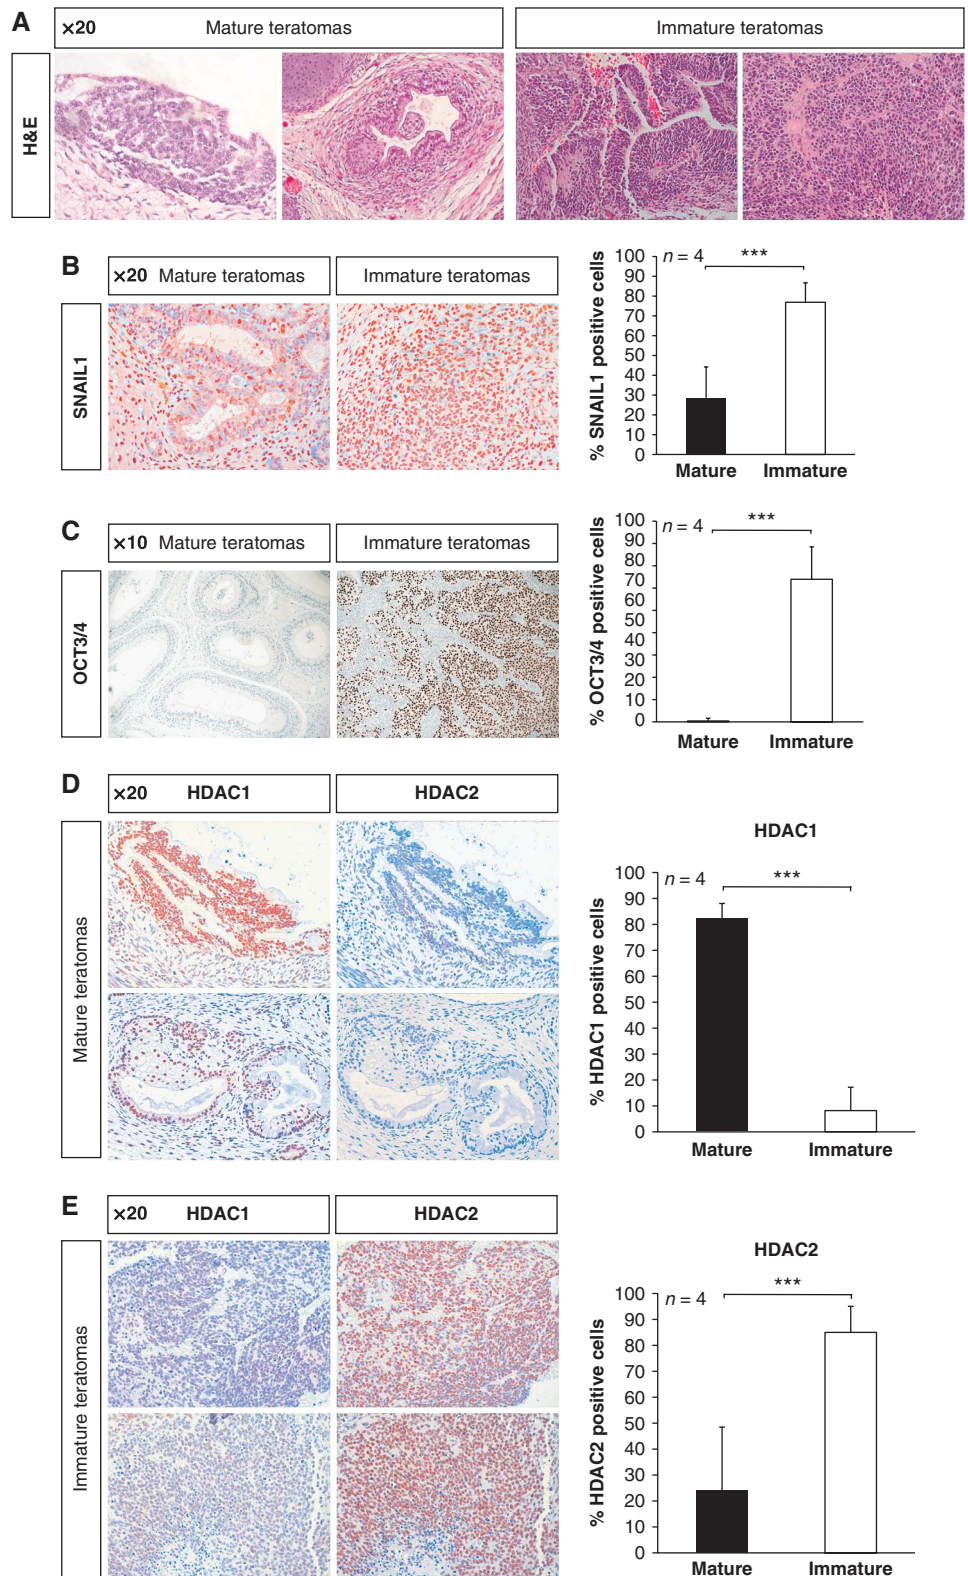 A
×20 Mature teratomas
Immature teratomas
H&E
B
×20 Mature teratomas
Immature teratomas
SNAIL1
% SNAIL1 positive cells
100
90
80
70
60
50
40
30
20
10
0
n = 4
***
Mature Immature
C
×10 Mature teratomas
Immature teratomas
OCT3/4
% OCT3/4 positive cells
100
90
80
70
60
50
40
30
20
10
0
n = 4
***
Mature Immature
D
×20 HDAC1
HDAC2
Mature teratomas
HDAC1
% HDAC1 positive cells
100
90
80
70
60
50
40
30
20
10
0
n = 4
***
Mature Immature
E
×20 HDAC1
HDAC2
Immature teratomas
HDAC2
% HDAC2 positive cells
100
90
80
70
60
50
40
30
20
10
0
n = 4
***
Mature Immature